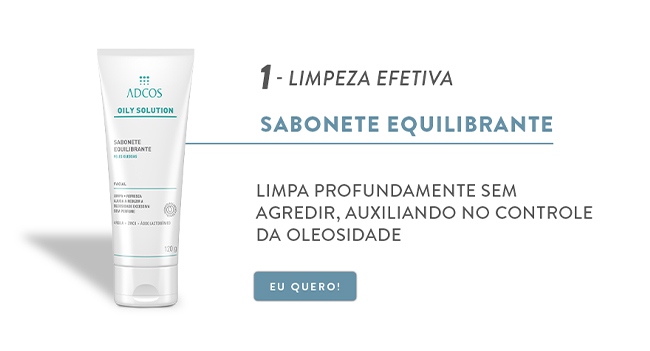 1 - LIMPEZA EFETIVA
SABONETE EQUILIBRANTE
LIMPA PROFUNDAMENTE SEM
AGREDIR, AUXILIANDO NO CONTROLE
DA OLEOSIDADE
EU QUERO!
ADCOS
OILY SOLUTION
SABONETE
EQUILIBRANTE
FACIAL
120 g